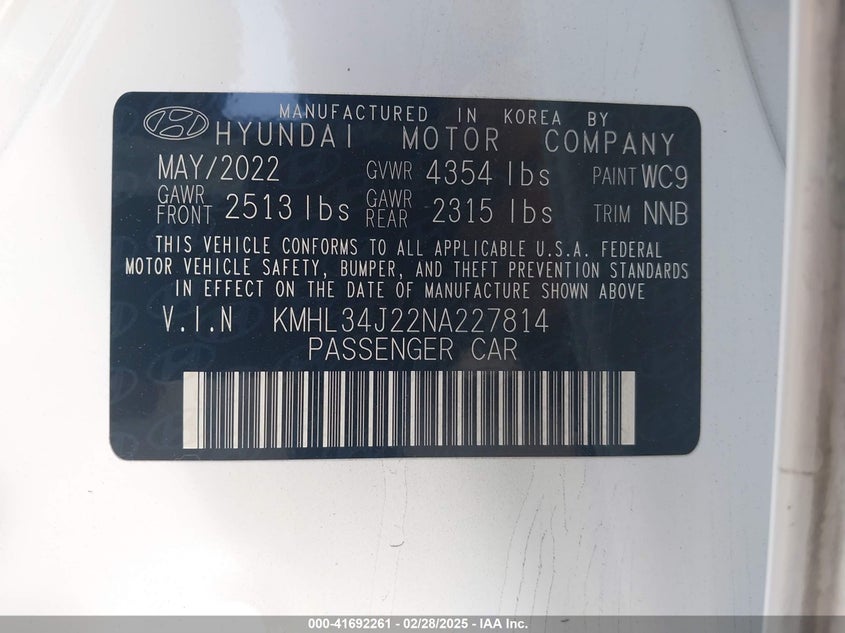 MANUFACTURED IN KOREA BY
HYUNDAI MOTOR COMPANY
MAY/2022 GVWR 4354 lbs PAINT WC9
GAWR FRONT 2513 lbs GAWR REAR 2315 lbs TRIM NNB
THIS VEHICLE CONFORMS TO ALL APPLICABLE U.S.A. FEDERAL
MOTOR VEHICLE SAFETY, BUMPER, AND THEFT PREVENTION STANDARDS
IN EFFECT ON THE DATE OF MANUFACTURE SHOWN ABOVE
V.I.N KMHL34J22NA227814
PASSENGER CAR
000-41692261 - 02/28/2025 - IAA Inc.